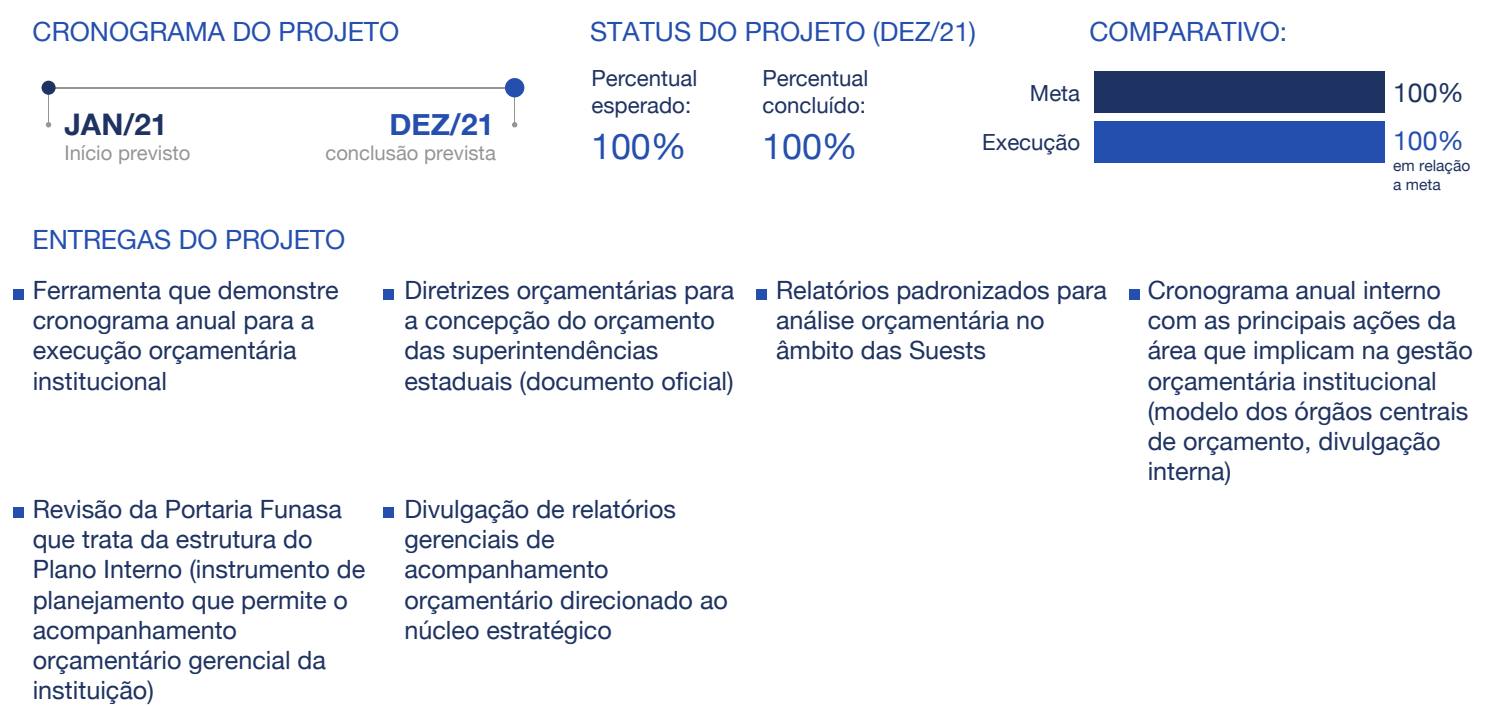 CRONOGRAMA DO PROJETO
JAN/21
Início previsto
DEZ/21
conclusão prevista
STATUS DO PROJETO (DEZ/21)
Percentual
esperado:
100%
Percentual
concluído:
100%
COMPARATIVO:
Meta
100%
Execução
100%
em relação
a meta
ENTREGAS DO PROJETO
Ferramenta que demonstre
cronograma anual para a
execução orçamentária
institucional
Diretrizes orçamentárias para
a concepção do orçamento
das superintendências
estaduais (documento oficial)
Relatórios padronizados para
análise orçamentária no
âmbito das Suests
Cronograma anual interno
com as principais ações da
área que implicam na gestão
orçamentária institucional
(modelo dos órgãos centrais
de orçamento, divulgação
interna)
Revisão da Portaria Funasa
que trata da estrutura do
Plano Interno (instrumento de
planejamento que permite o
acompanhamento
orçamentário gerencial da
instituição)
Divulgação de relatórios
gerenciais de
acompanhamento
orçamentário direcionado ao
núcleo estratégico